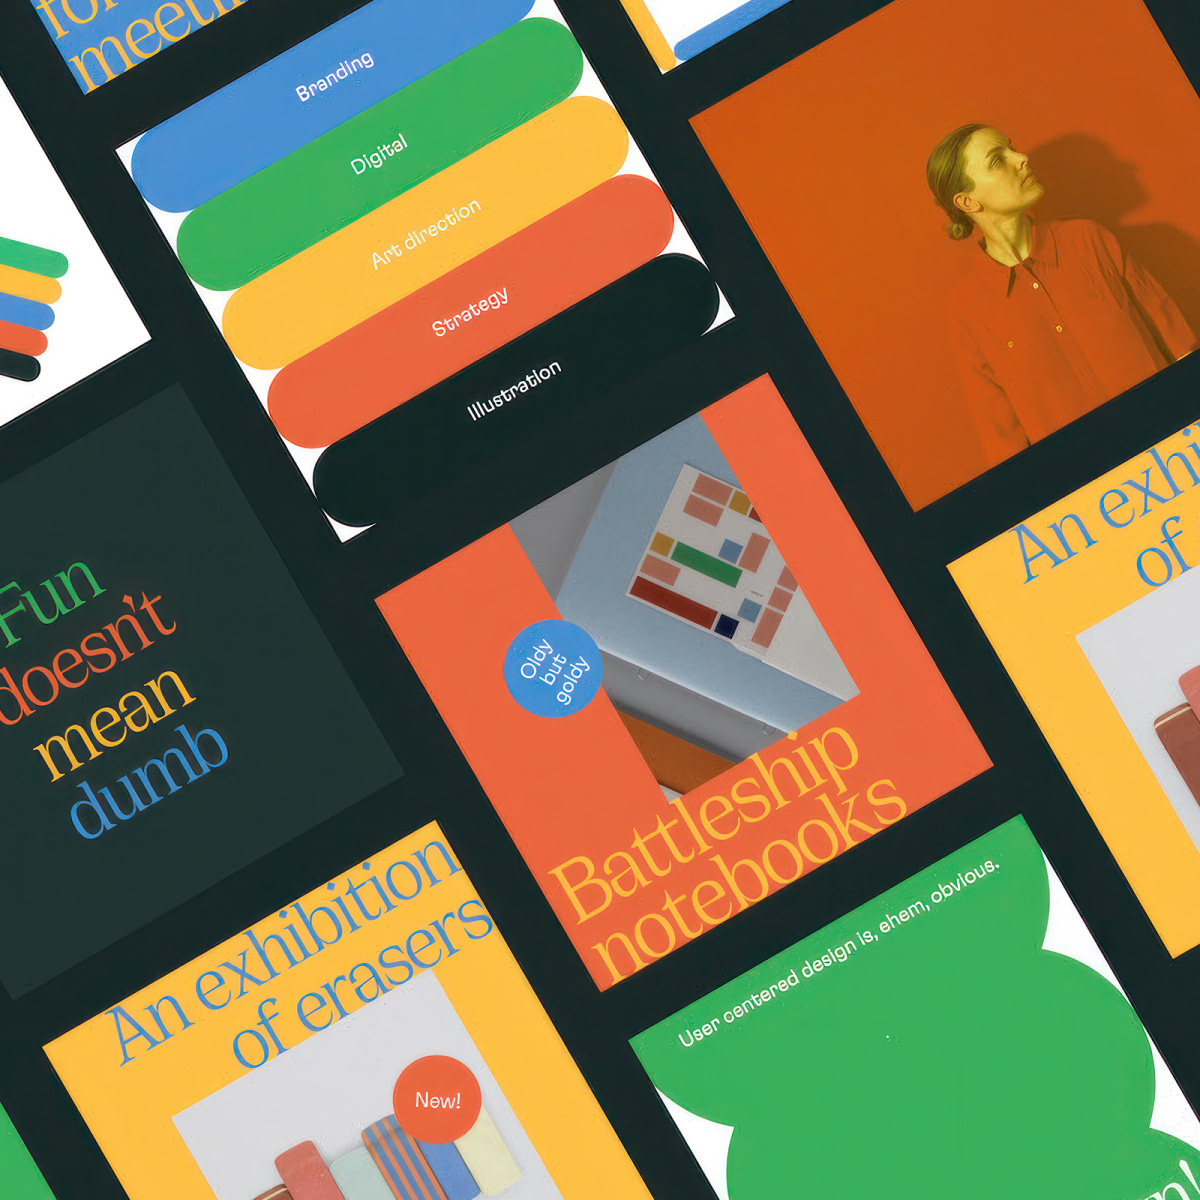 for
meeti
Branding
Digital
Art direction
Strategy
Illustration
Fun
doesn't
mean
dumb
Oldy
but
goldy
Battleship
notebooks
An exhibition
of erasers
New!
An exhi
of
User centered design is, ehem, obvious.